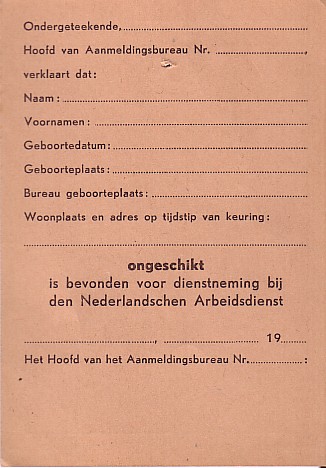 Ondergeteekende,
Hoofd van Aanmeldingsbureau Nr. ,
verklaart dat:
Naam:
Voornamen:
Geboortedatum:
Geboorteplaats:
Bureau geboorteplaats:
Woonplaats en adres op tijdstip van keuring:
ongeschikt
is bevonden voor dienstneming bij
den Nederlandschen Arbeidsdienst
, 19
Het Hoofd van het Aanmeldingsbureau Nr. :